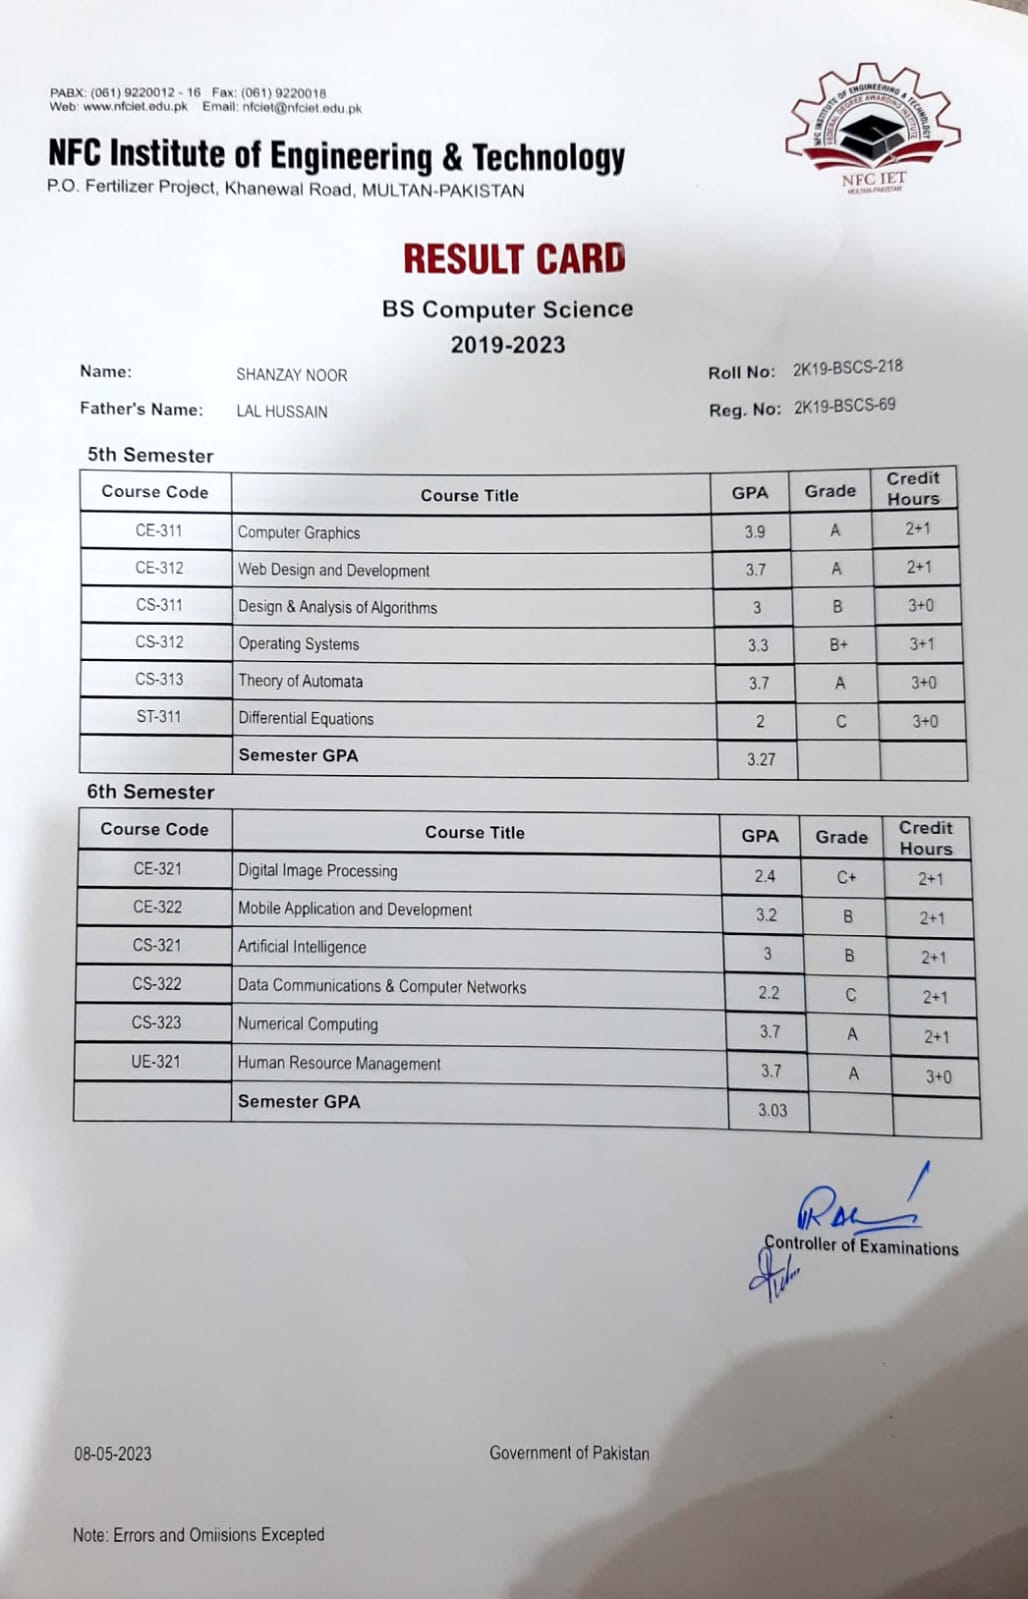 PABX: (061) 9220012 - 16 Fax: (061) 9220018
Web: www.nfciet.edu.pk Email: nfciet@nfciet.edu.pk
NFC Institute of Engineering & Technology
P.O. Fertilizer Project, Khanewal Road, MULTAN-PAKISTAN
NFC INSTITUTE OF ENGINEERING & TECHNOLOGY
FEDERAL DEGREE AWARDING INSTITUTE
NFC IET
MULTAN-PAKISTAN
RESULT CARD
BS Computer Science
2019-2023
Name: SHANZAY NOOR Roll No: 2K19-BSCS-218
Father's Name: LAL HUSSAIN Reg. No: 2K19-BSCS-69
5th Semester
Course Code Course Title GPA Grade Credit Hours
CE-311 Computer Graphics 3.9 A 2+1
CE-312 Web Design and Development 3.7 A 2+1
CS-311 Design & Analysis of Algorithms 3 B 3+0
CS-312 Operating Systems 3.3 B+ 3+1
CS-313 Theory of Automata 3.7 A 3+0
ST-311 Differential Equations 2 C 3+0
Semester GPA 3.27
6th Semester
Course Code Course Title GPA Grade Credit Hours
CE-321 Digital Image Processing 2.4 C+ 2+1
CE-322 Mobile Application and Development 3.2 B 2+1
CS-321 Artificial Intelligence 3 B 2+1
CS-322 Data Communications & Computer Networks 2.2 C 2+1
CS-323 Numerical Computing 3.7 A 2+1
UE-321 Human Resource Management 3.7 A 3+0
Semester GPA 3.03
Controller of Examinations
08-05-2023 Government of Pakistan
Note: Errors and Omiisions Excepted